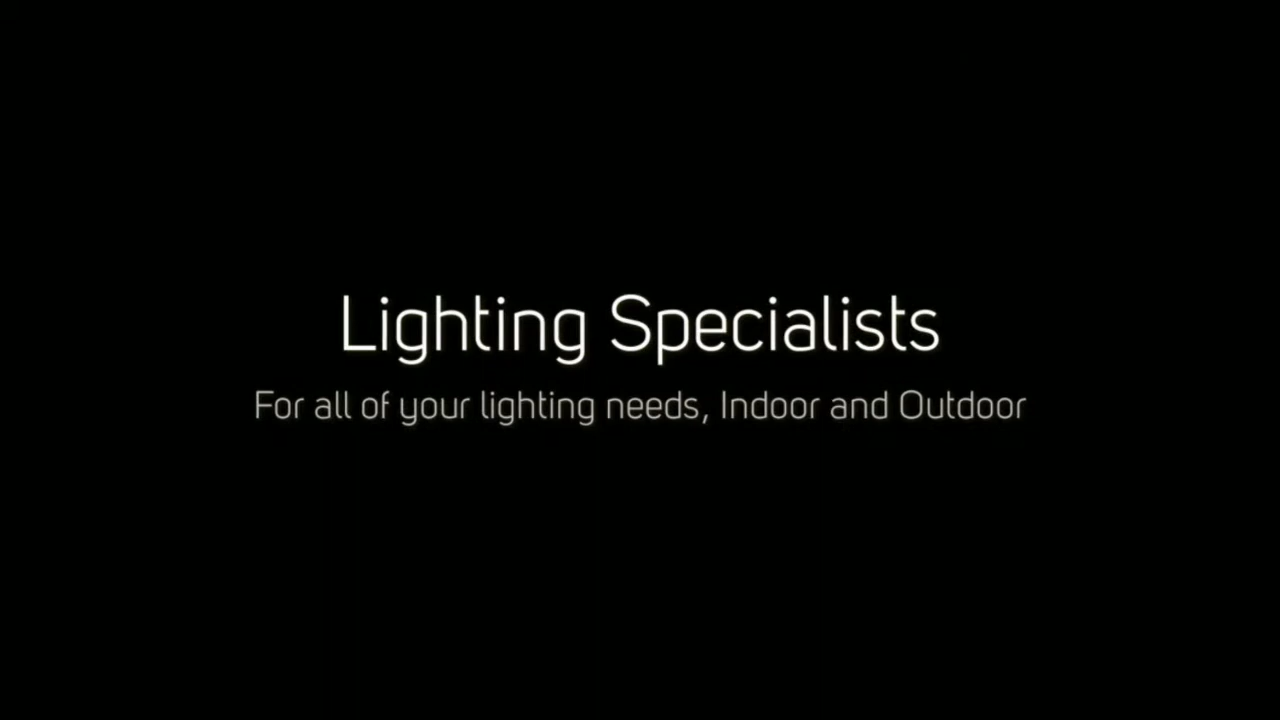 Lighting Specialists
For all of your lighting needs, Indoor and Outdoor